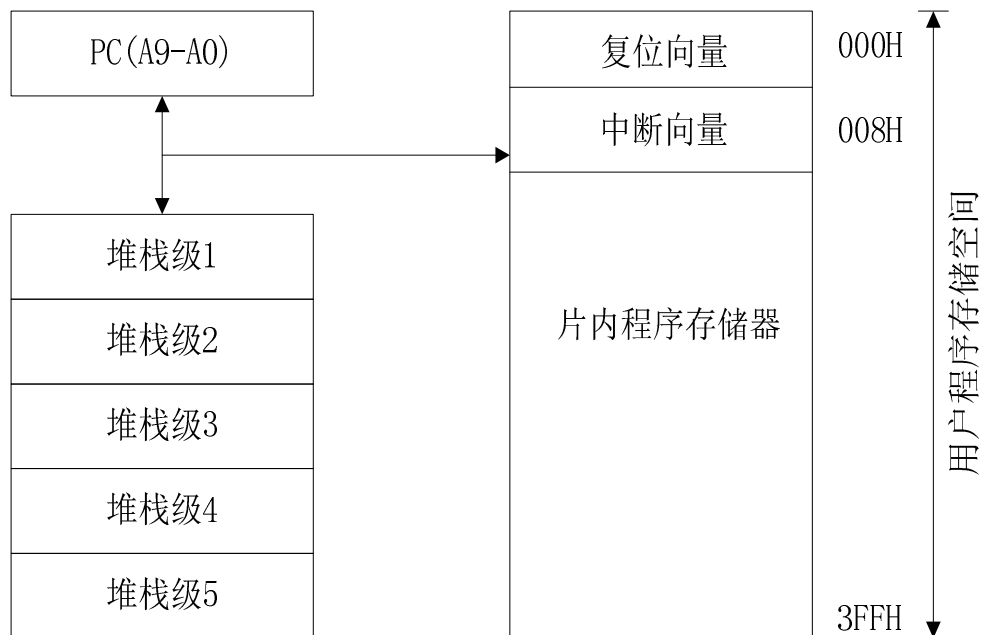 PC(A9-A0)
堆栈级1
堆栈级2
堆栈级3
堆栈级4
堆栈级5
复位向量
中断向量
片内程序存储器
000H
008H
3FFH
用户程序存储空间